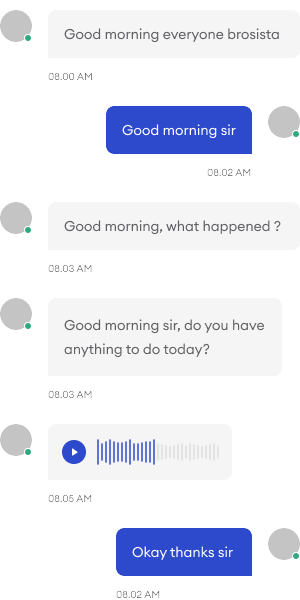 Good morning everyone brosista
08.00 AM
Good morning sir
08.02 AM
Good morning, what happened ?
08.03 AM
Good morning sir, do you have
anything to do today?
08.03 AM
08.05 AM
Okay thanks sir
08.02 AM